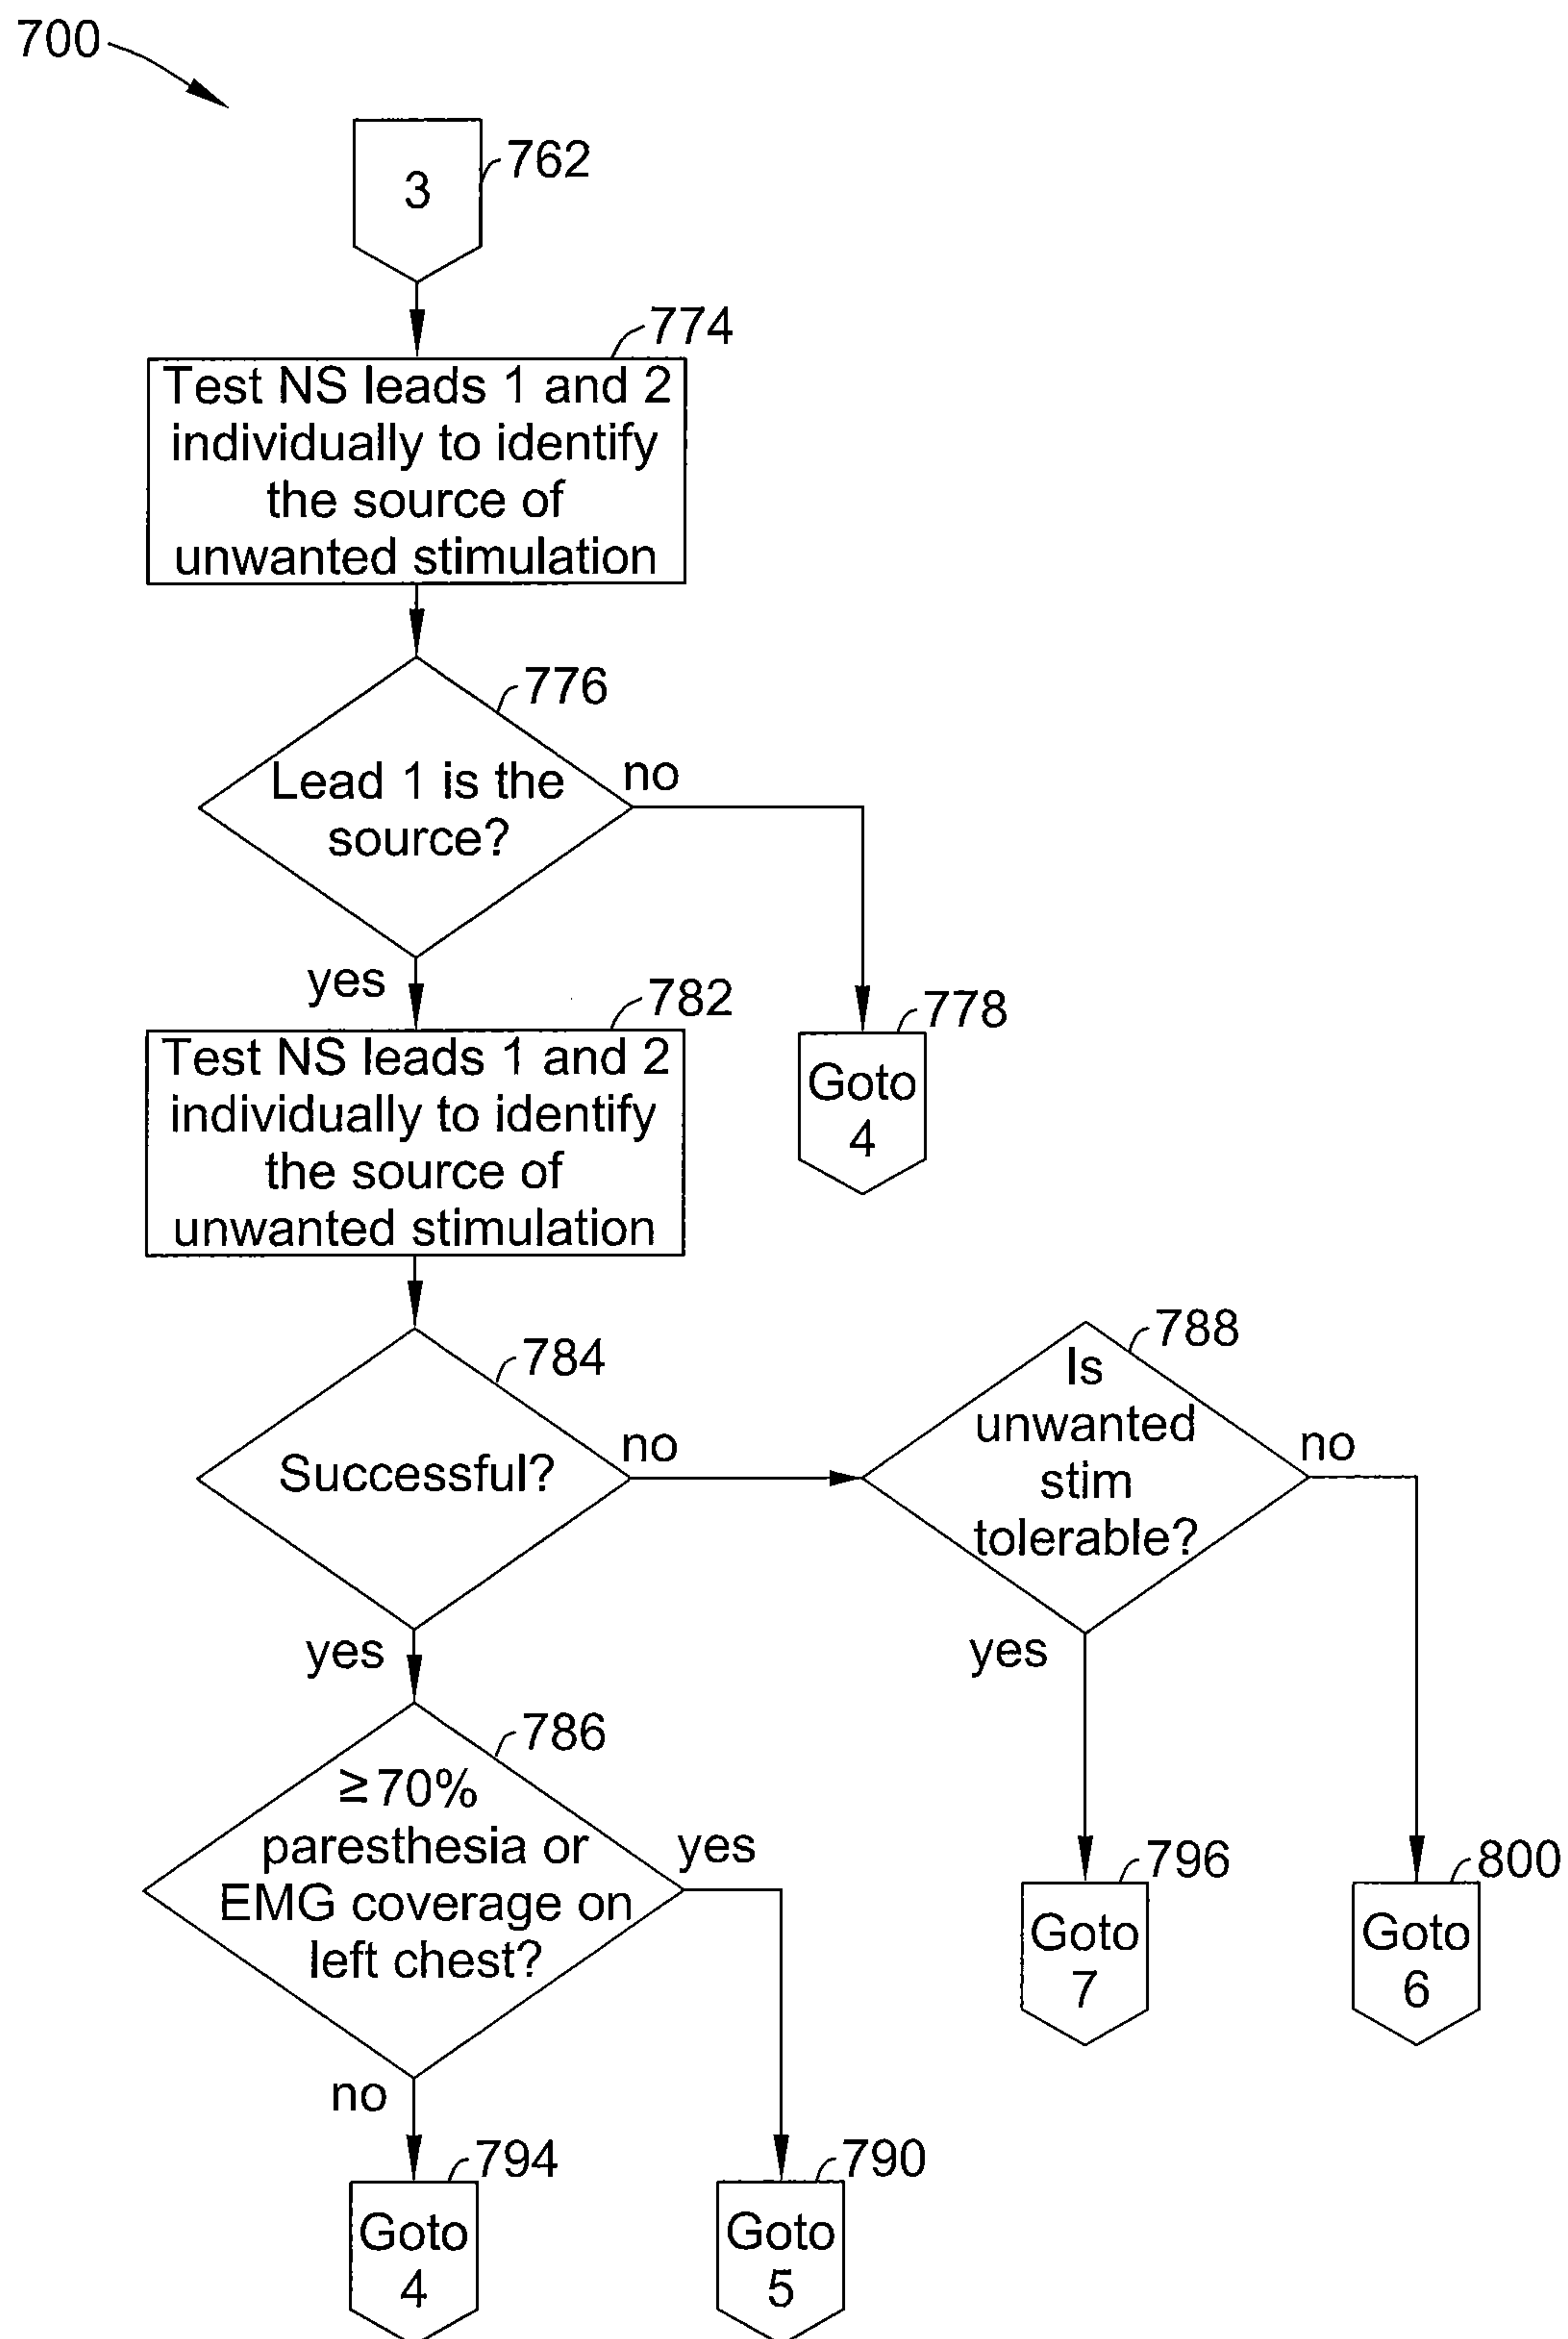 700
3
762
774
Test NS leads 1 and 2
individually to identify
the source of
unwanted stimulation
776
Lead 1 is the
source?
no
yes
778
Goto
4
782
Test NS leads 1 and 2
individually to identify
the source of
unwanted stimulation
784
Successful?
no
yes
788
Is
unwanted
stim
tolerable?
no
yes
786
≥70%
paresthesia or
EMG coverage on
left chest?
yes
no
796
Goto
7
800
Goto
6
794
Goto
4
790
Goto
5